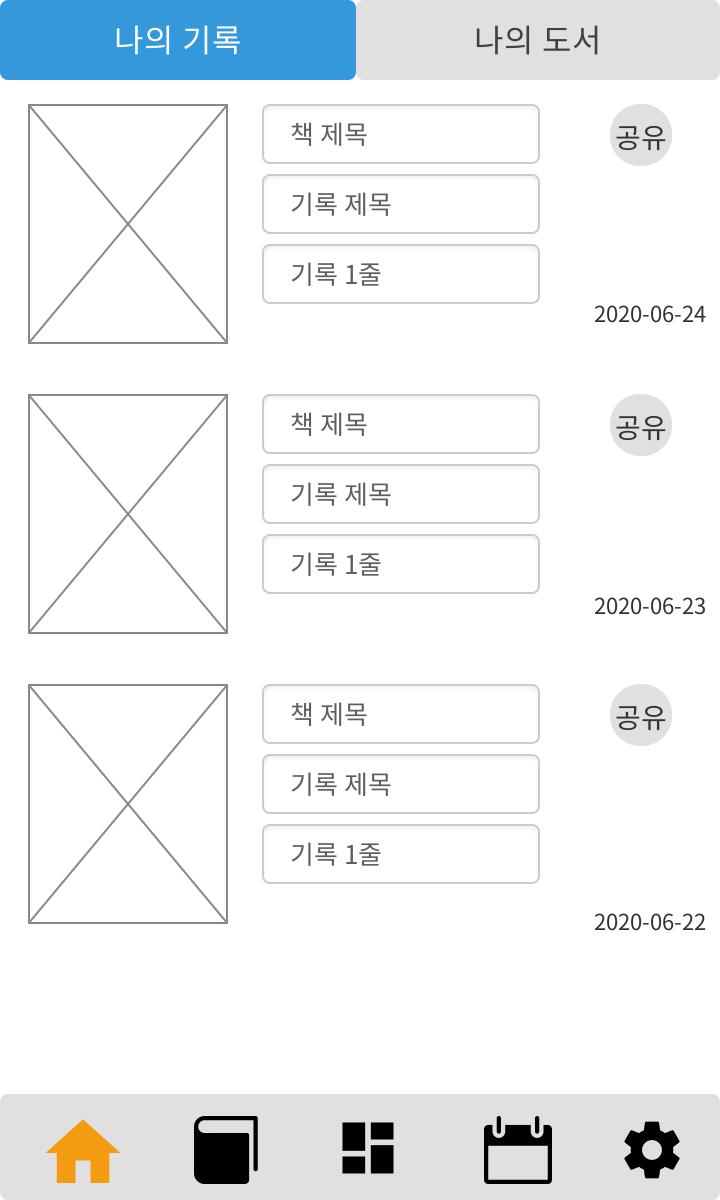 나의 기록
나의 도서
책 제목
공유
기록 제목
기록 1줄
2020-06-24
책 제목
공유
기록 제목
기록 1줄
2020-06-23
책 제목
공유
기록 제목
기록 1줄
2020-06-22